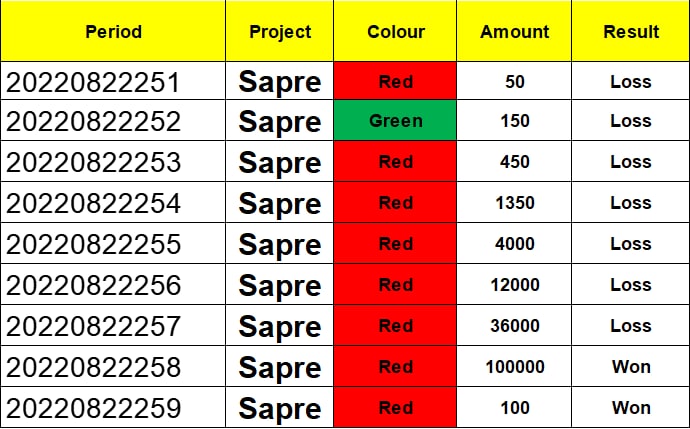 Period Project Colour Amount Result
20220822251 Sapre Red 50 Loss
20220822252 Sapre Green 150 Loss
20220822253 Sapre Red 450 Loss
20220822254 Sapre Red 1350 Loss
20220822255 Sapre Red 4000 Loss
20220822256 Sapre Red 12000 Loss
20220822257 Sapre Red 36000 Loss
20220822258 Sapre Red 100000 Won
20220822259 Sapre Red 100 Won